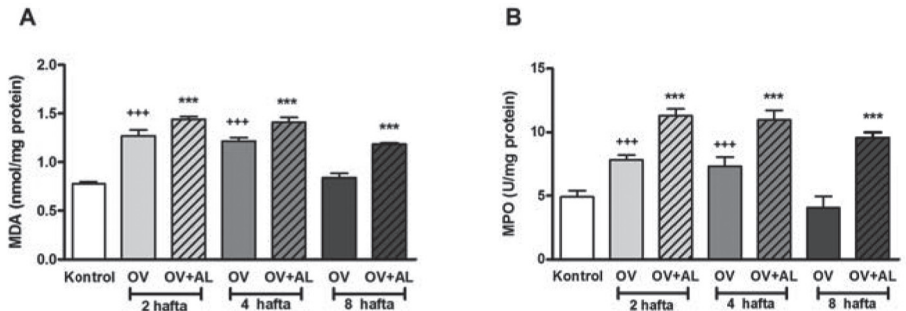 A
MDA (nmol/mg protein)
2.0
1.5
1.0
0.5
0.0
+++
***
+++
***
***
Kontrol OV OV+AL OV OV+AL OV OV+AL
2 hafta 4 hafta 8 hafta
B
MPO (U/mg protein)
15
10
5
0
+++
***
+++
***
***
Kontrol OV OV+AL OV OV+AL OV OV+AL
2 hafta 4 hafta 8 hafta